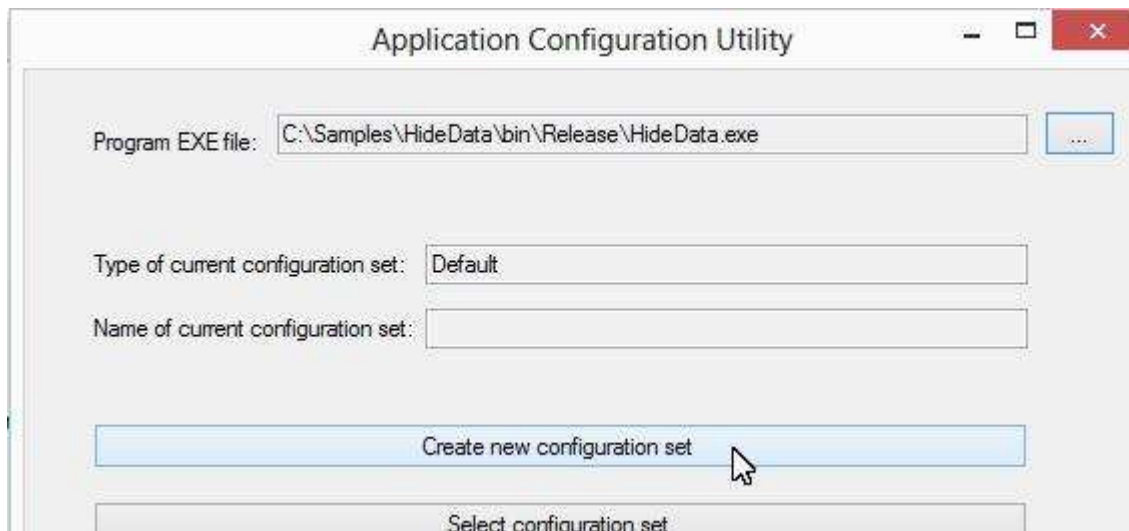 Application Configuration Utility
Program EXE file: C:\Samples\HideData\bin\Release\HideData.exe ...
Type of current configuration set: Default
Name of current configuration set:
Create new configuration set
Select configuration set